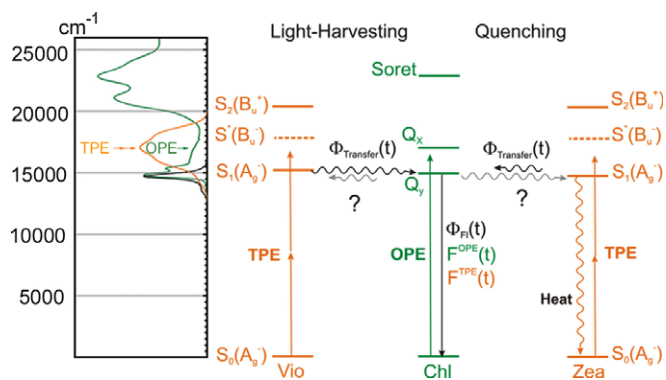 cm⁻¹
Light-Harvesting
Quenching
25000
20000
15000
10000
5000
TPE
OPE
S₂(Bᵤ⁺)
S*(Bᵤ⁻)
S₁(A_g⁻)
TPE
S₀(A_g⁻)
Vio
Φ_Transfer(t)
?
Soret
Qₓ
Q_y
OPE
Φ_Fl(t)
F^OPE(t)
F^TPE(t)
Chl
Φ_Transfer(t)
?
S₂(Bᵤ⁺)
S*(Bᵤ⁻)
S₁(A_g⁻)
TPE
Heat
S₀(A_g⁻)
Zea